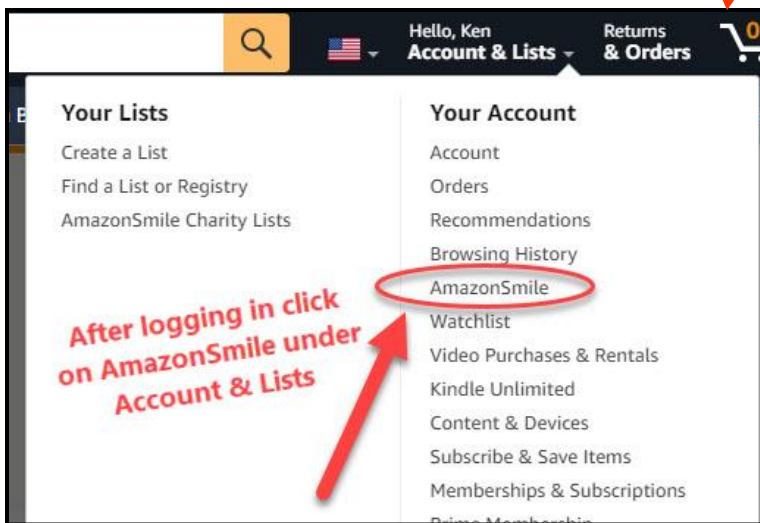 Hello, Ken
Account & Lists
Returns
& Orders
0
Your Lists
Create a List
Find a List or Registry
AmazonSmile Charity Lists
After logging in click
on AmazonSmile under
Account & Lists
Your Account
Account
Orders
Recommendations
Browsing History
AmazonSmile
Watchlist
Video Purchases & Rentals
Kindle Unlimited
Content & Devices
Subscribe & Save Items
Memberships & Subscriptions
Prime Membership